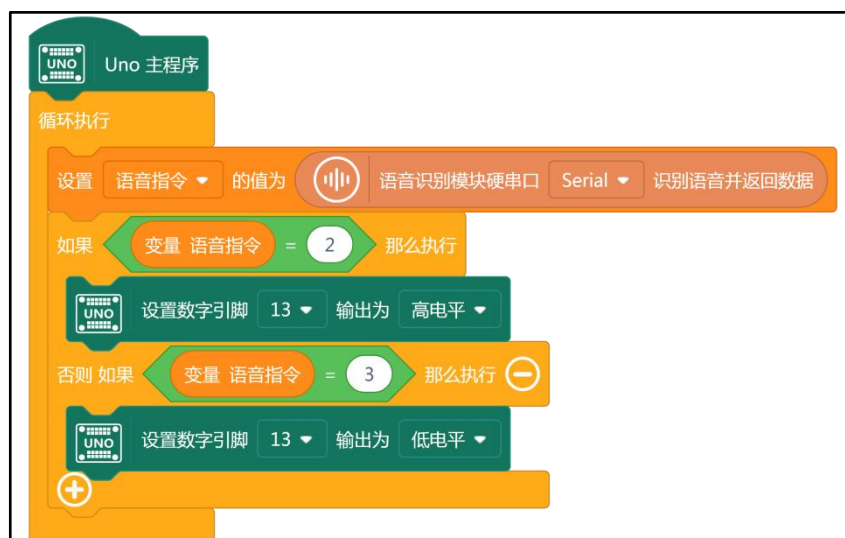 UNO Uno 主程序
循环执行
设置 语音指令 的值为 语音识别模块硬串口 Serial 识别语音并返回数据
如果 变量 语音指令 = 2 那么执行
UNO 设置数字引脚 13 输出为 高电平
否则 如果 变量 语音指令 = 3 那么执行
UNO 设置数字引脚 13 输出为 低电平